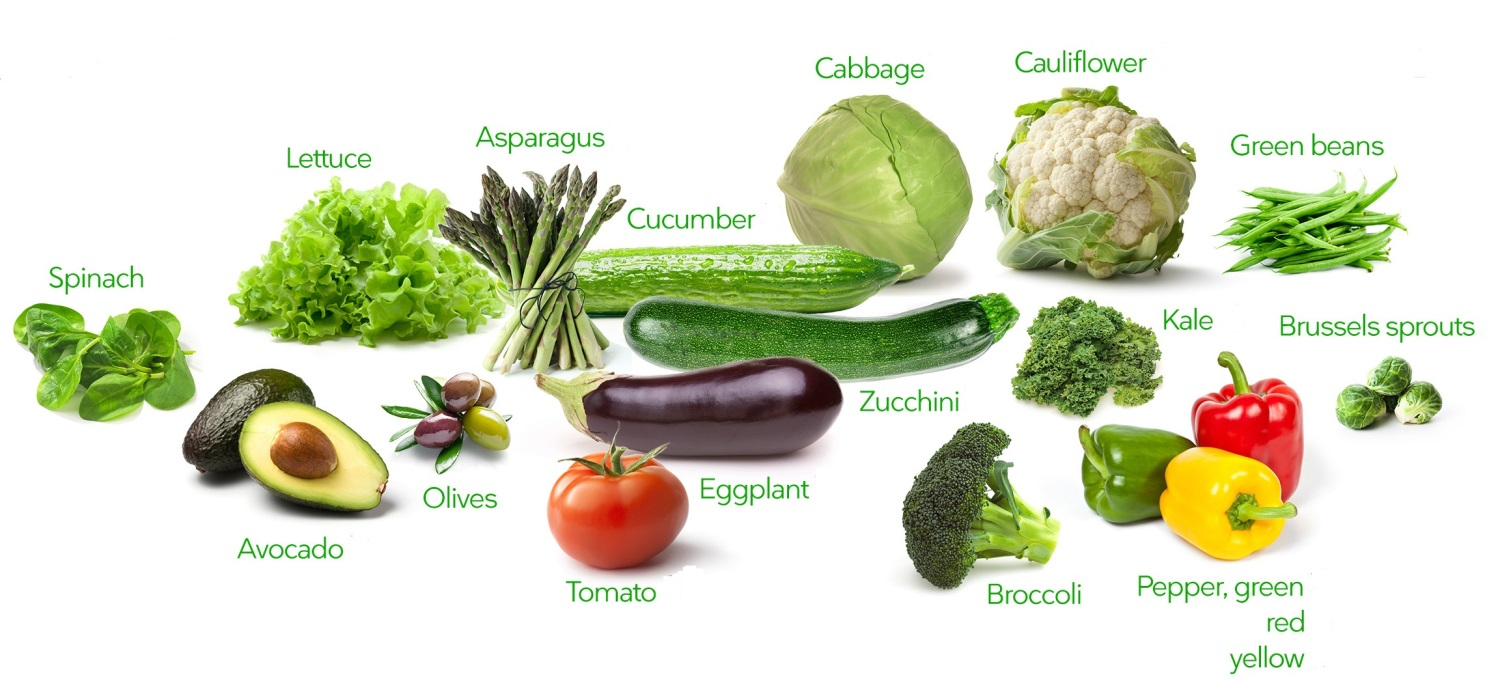 Cabbage
Cauliflower
Asparagus
Lettuce
Green beans
Cucumber
Spinach
Kale
Brussels sprouts
Zucchini
Olives
Eggplant
Avocado
Tomato
Broccoli
Pepper, green
red
yellow